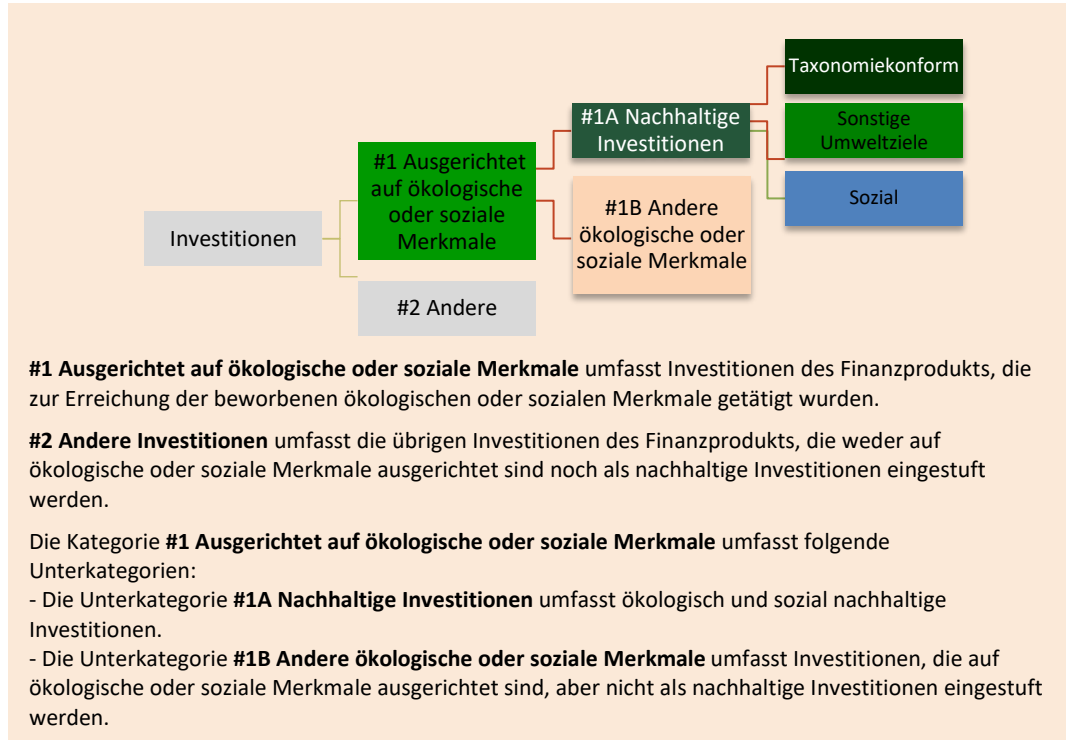 Taxonomiekonform
#1A Nachhaltige
Investitionen
Sonstige
Umweltziele
#1 Ausgerichtet
auf ökologische
oder soziale
Merkmale
Sozial
#1B Andere
ökologische oder
soziale Merkmale
Investitionen
#2 Andere
#1 Ausgerichtet auf ökologische oder soziale Merkmale umfasst Investitionen des Finanzprodukts, die
zur Erreichung der beworbenen ökologischen oder sozialen Merkmale getätigt wurden.
#2 Andere Investitionen umfasst die übrigen Investitionen des Finanzprodukts, die weder auf
ökologische oder soziale Merkmale ausgerichtet sind noch als nachhaltige Investitionen eingestuft
werden.
Die Kategorie #1 Ausgerichtet auf ökologische oder soziale Merkmale umfasst folgende
Unterkategorien:
- Die Unterkategorie #1A Nachhaltige Investitionen umfasst ökologisch und sozial nachhaltige
Investitionen.
- Die Unterkategorie #1B Andere ökologische oder soziale Merkmale umfasst Investitionen, die auf
ökologische oder soziale Merkmale ausgerichtet sind, aber nicht als nachhaltige Investitionen eingestuft
werden.